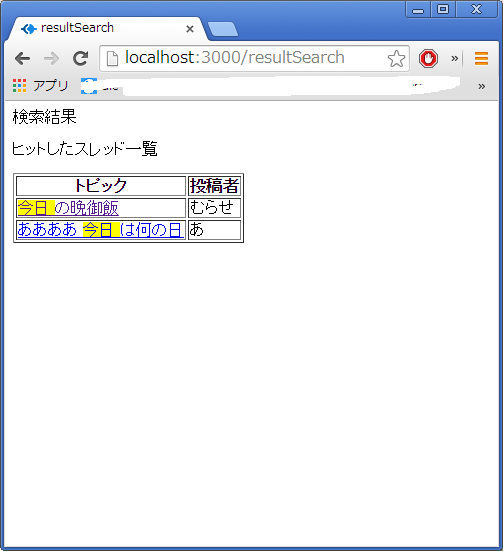 resultSearch
localhost:3000/resultSearch
アプリ
検索結果
ヒットしたスレッド一覧
トピック 投稿者
今日 の晩御飯 むらせ
ああああ 今日 は何の日 あ